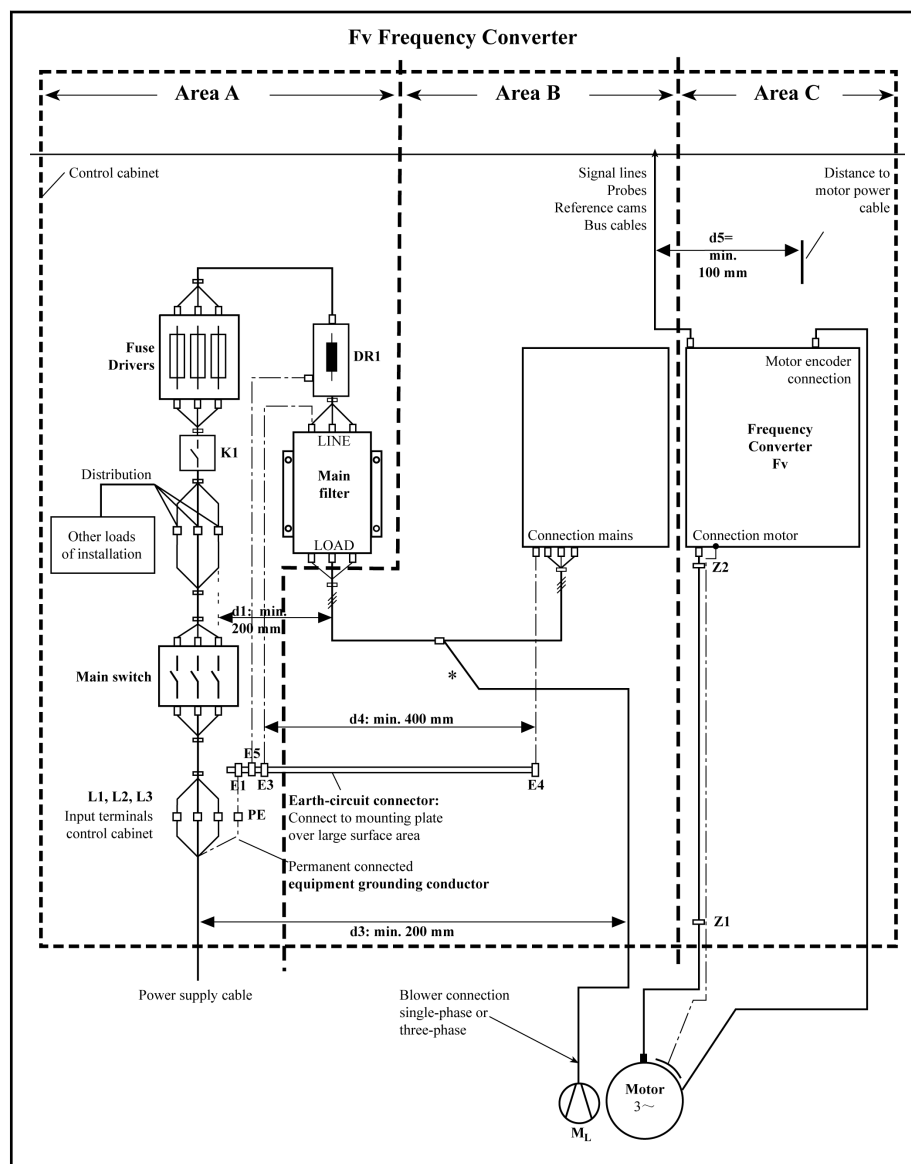 Fv Frequency Converter
Area A
Area B
Area C
Control cabinet
Signal lines
Probes
Reference cams
Bus cables
Distance to
motor power
cable
d5=
min.
100 mm
Fuse
Drivers
DR1
Motor encoder
connection
K1
LINE
Main
filter
LOAD
Frequency
Converter
Fv
Distribution
Other loads
of installation
Connection mains
Connection motor
Z2
d1: min.
200 mm
Main switch
*
d4: min. 400 mm
E5
E1
E3
E4
L1, L2, L3
Input terminals
control cabinet
PE
Earth-circuit connector:
Connect to mounting plate
over large surface area
Permanent connected
equipment grounding conductor
d3: min. 200 mm
Z1
Power supply cable
Blower connection
single-phase or
three-phase
Motor
3~
ML